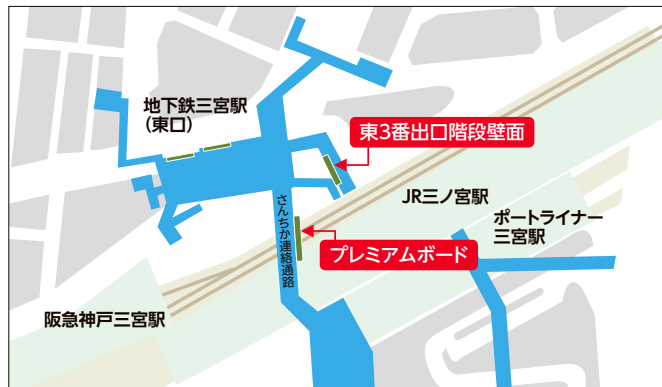 地下鉄三宮駅
（東口）
東3番出口階段壁面
JR三ノ宮駅
ポートライナー
三宮駅
さんちか連絡通路
プレミアムボード
阪急神戸三宮駅